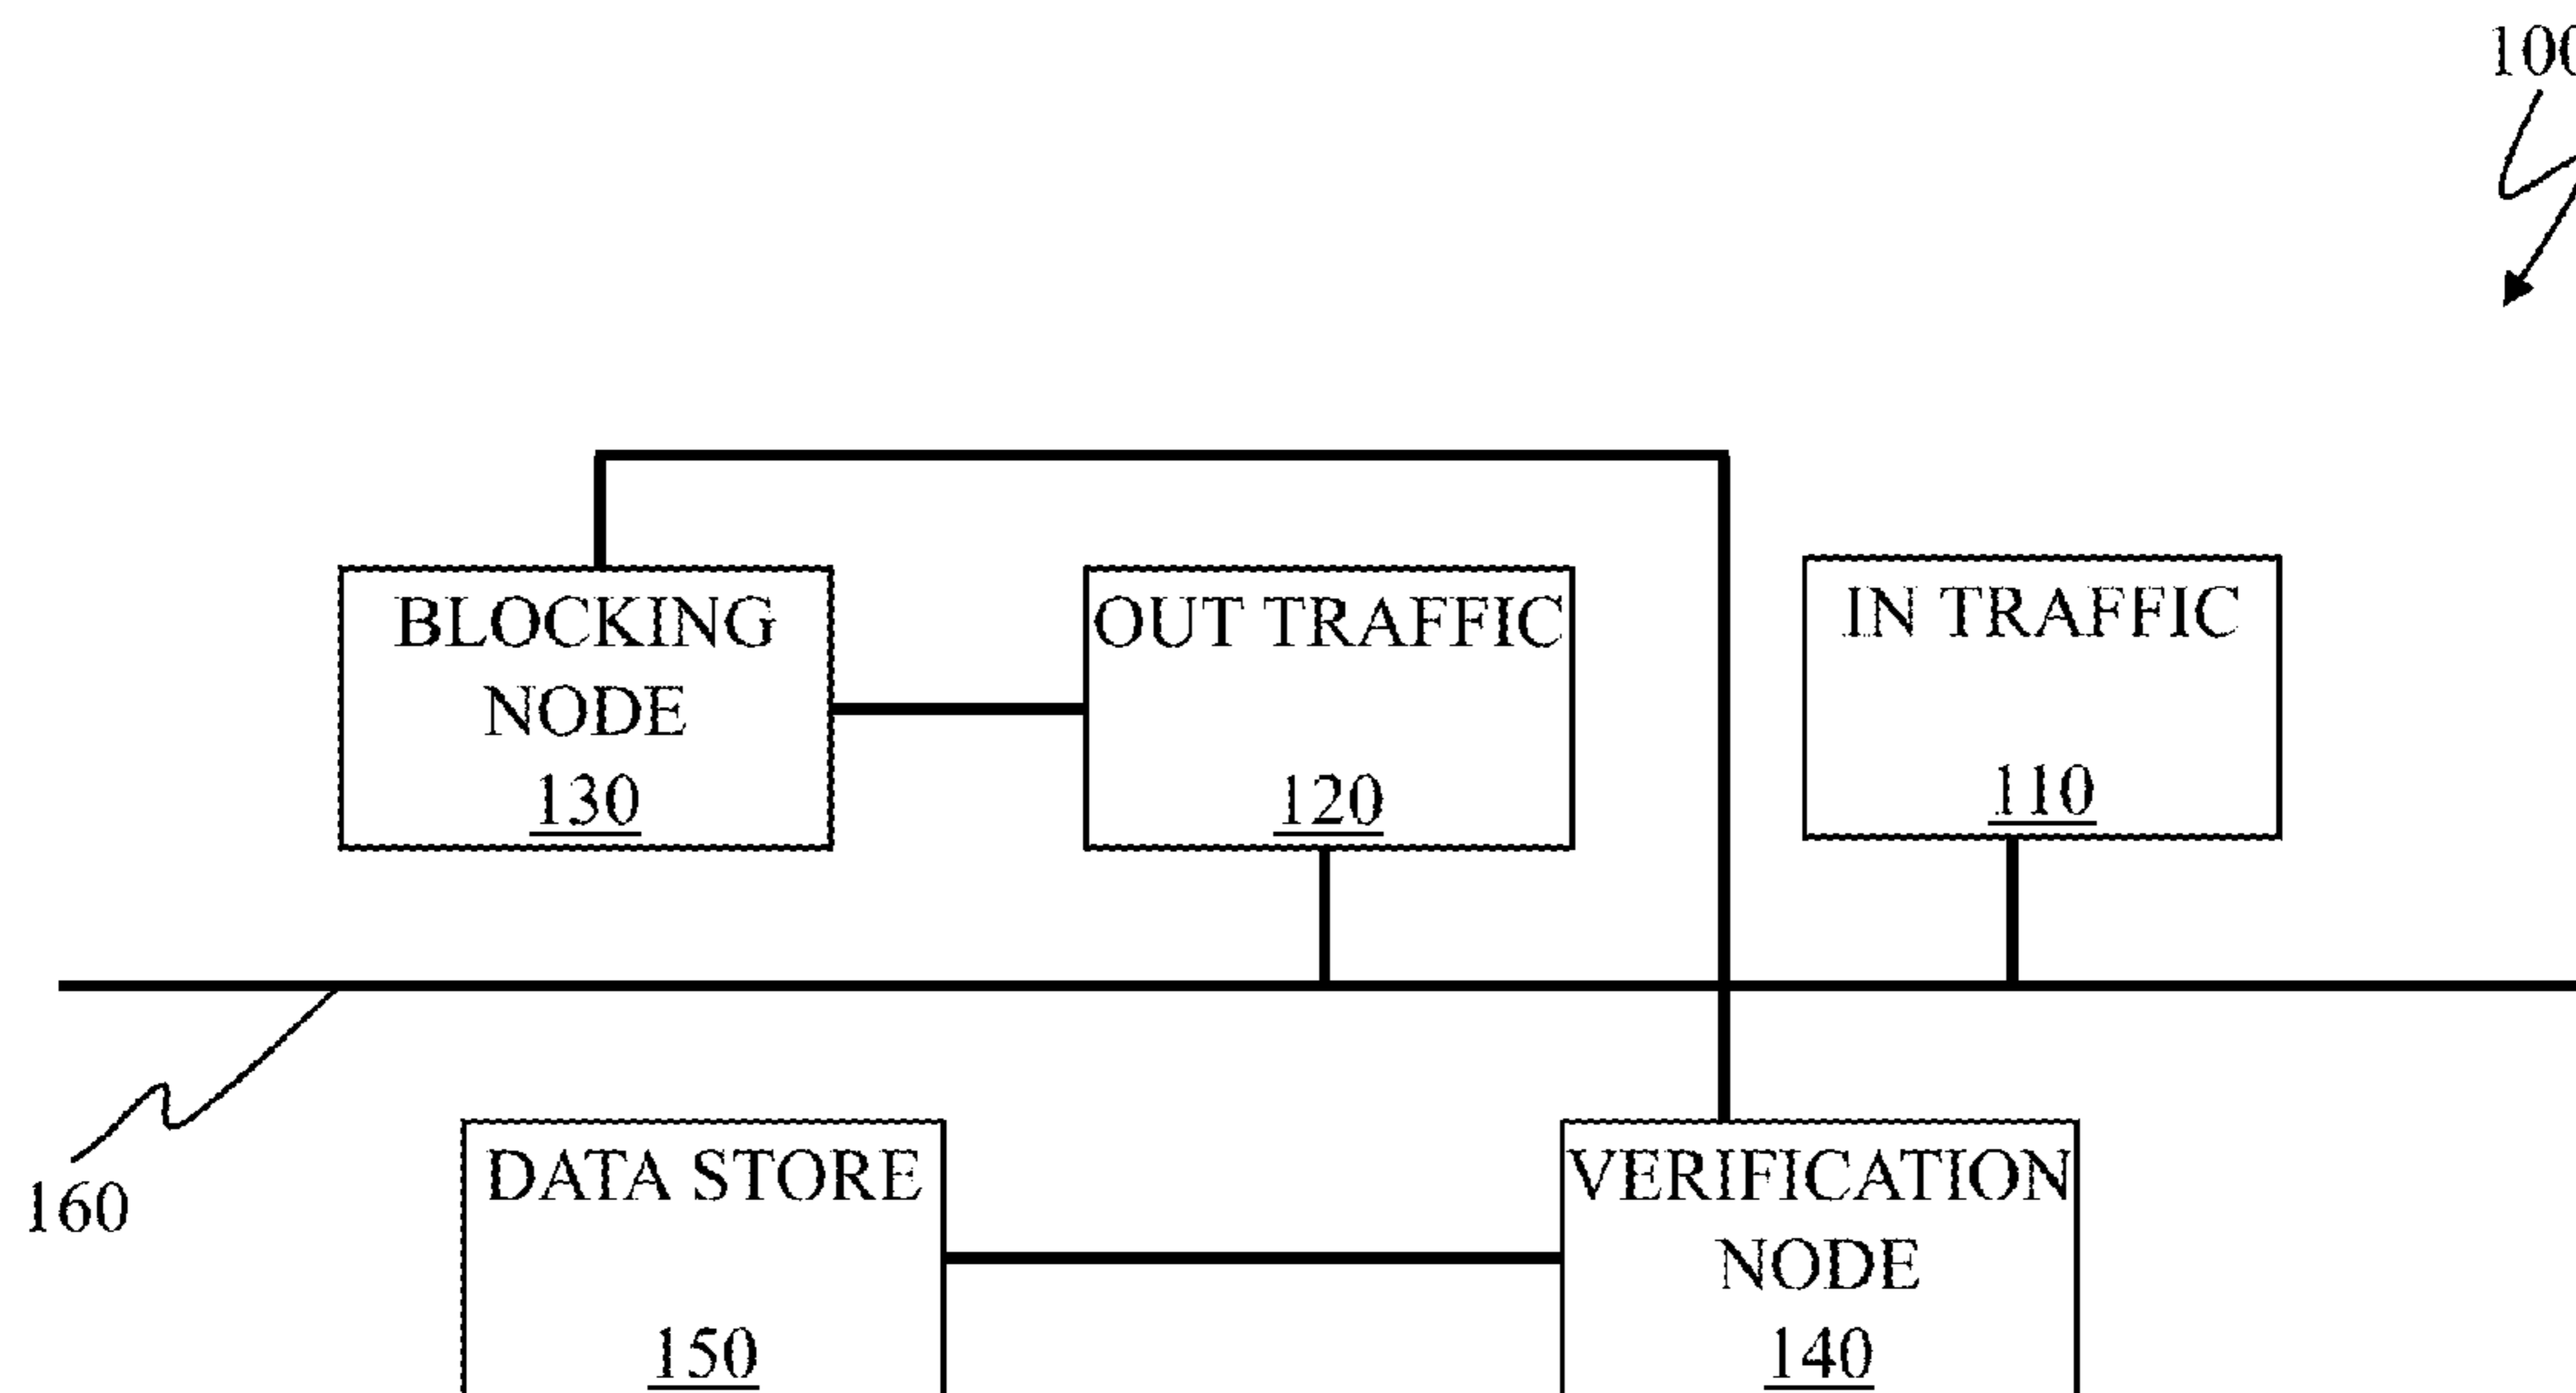 100
BLOCKING
NODE
130
OUT TRAFFIC
120
IN TRAFFIC
110
160
DATA STORE
150
VERIFICATION
NODE
140